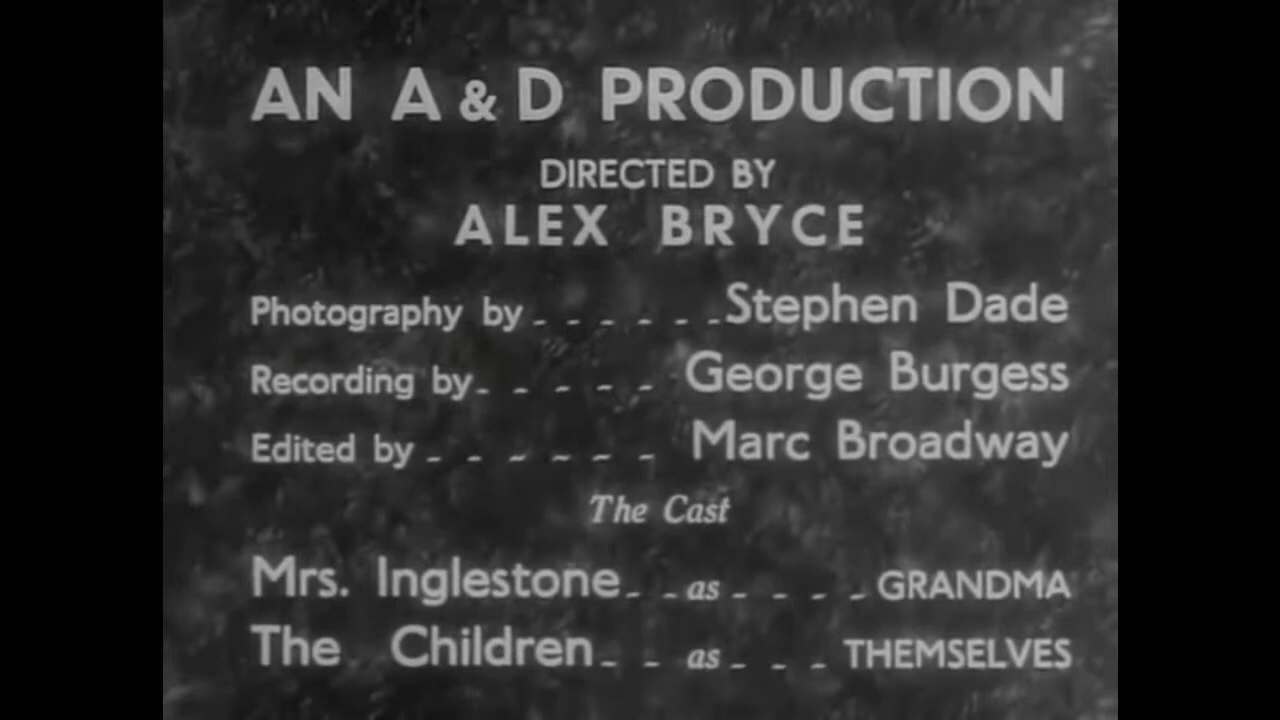 AN A & D PRODUCTION
DIRECTED BY
ALEX BRYCE
Photography by - - - - - - Stephen Dade
Recording by - - - - - George Burgess
Edited by - - - - - - Marc Broadway
The Cast
Mrs. Inglestone - - as - - - - GRANDMA
The Children - - as - - - THEMSELVES